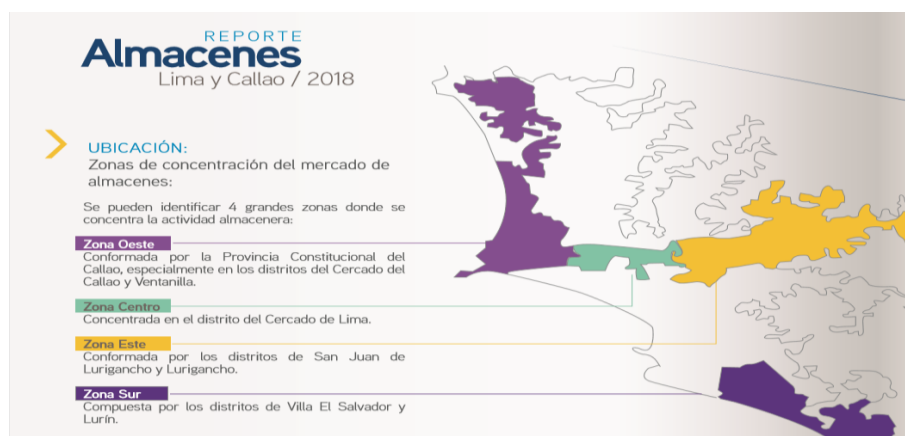 REPORTE
Almacenes
Lima y Callao / 2018
UBICACIÓN:
Zonas de concentración del mercado de
almacenes:
Se pueden identificar 4 grandes zonas donde se
concentra la actividad almacenera:
Zona Oeste
Conformada por la Provincia Constitucional del
Callao, especialmente en los distritos del Cercado del
Callao y Ventanilla.
Zona Centro
Concentrada en el distrito del Cercado de Lima.
Zona Este
Conformada por los distritos de San Juan de
Lurigancho y Lurigancho.
Zona Sur
Compuesta por los distritos de Villa El Salvador y
Lurín.